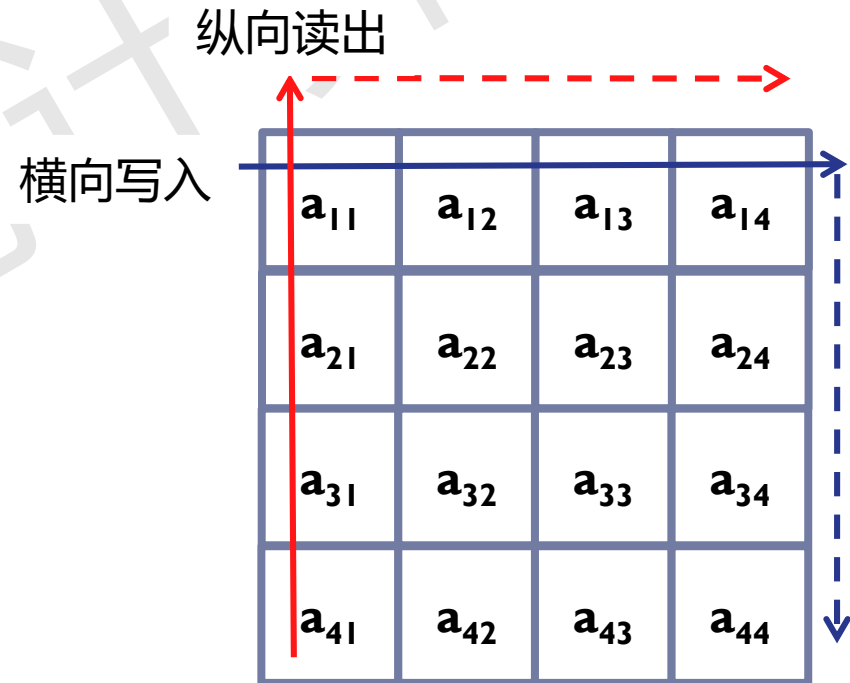 纵向读出
横向写入
a₁₁ a₁₂ a₁₃ a₁₄
a₂₁ a₂₂ a₂₃ a₂₄
a₃₁ a₃₂ a₃₃ a₃₄
a₄₁ a₄₂ a₄₃ a₄₄